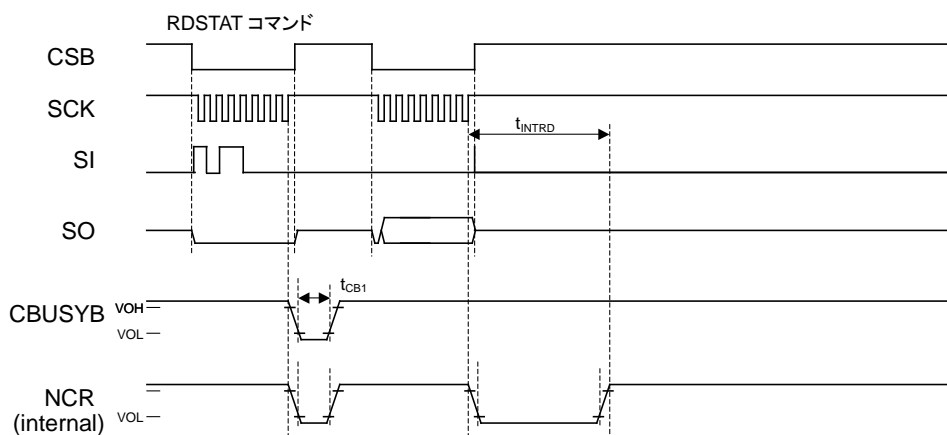 RDSTAT コマンド
CSB
SCK
tINTRD
SI
SO
tCB1
CBUSYB
VOH
VOL
NCR
(internal)
VOL